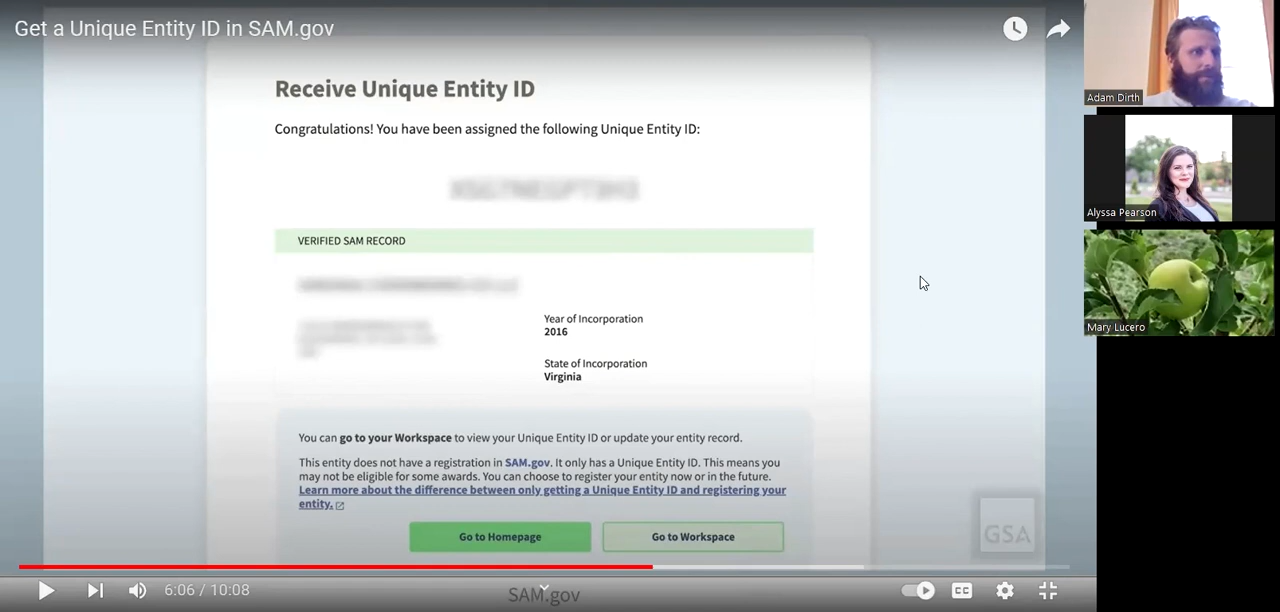 Get a Unique Entity ID in SAM.gov
Receive Unique Entity ID
Congratulations! You have been assigned the following Unique Entity ID:
VERIFIED SAM RECORD
Year of Incorporation
2016
State of Incorporation
Virginia
You can go to your Workspace to view your Unique Entity ID or update your entity record.
This entity does not have a registration in SAM.gov. It only has a Unique Entity ID. This means you
may not be eligible for some awards. You can choose to register your entity now or in the future.
Learn more about the difference between only getting a Unique Entity ID and registering your
entity.
Go to Homepage
Go to Workspace
GSA
6:06 / 10:08
SAM.gov
CC
Adam Dirth
Alyssa Pearson
Mary Lucero